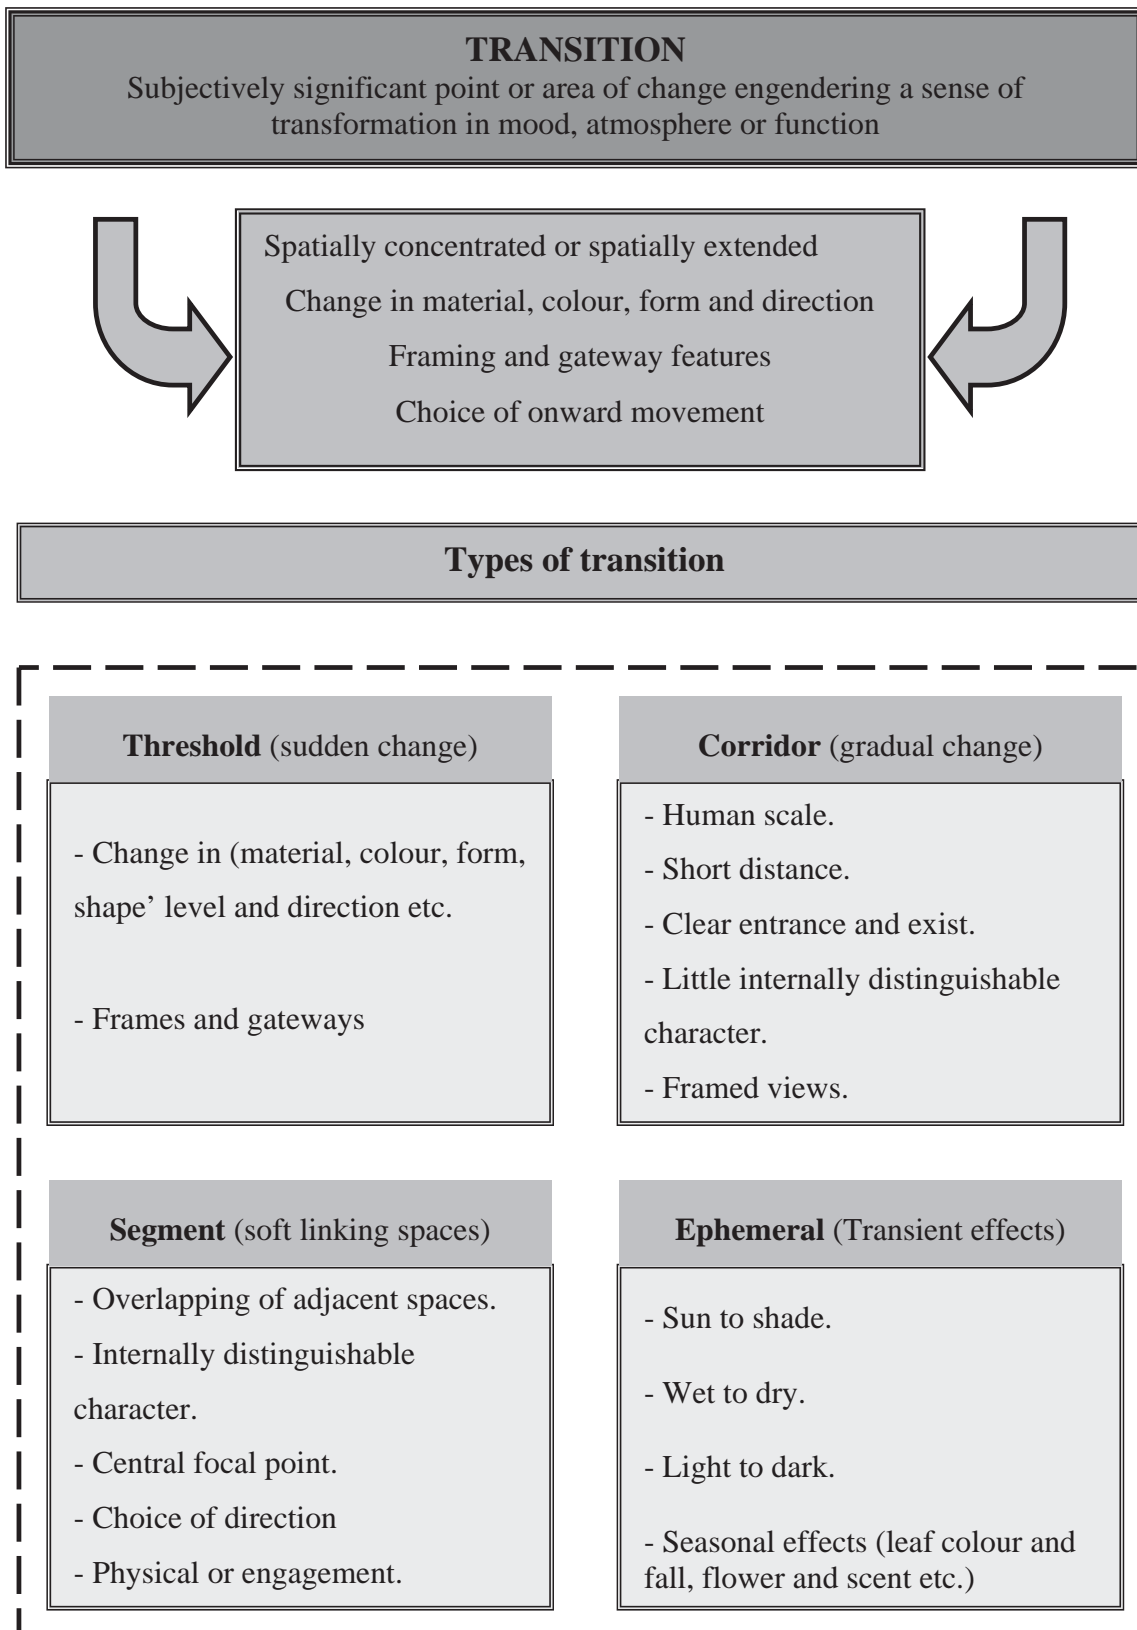 TRANSITION
Subjectively significant point or area of change engendering a sense of
transformation in mood, atmosphere or function
Spatially concentrated or spatially extended
Change in material, colour, form and direction
Framing and gateway features
Choice of onward movement
Types of transition
Threshold (sudden change)
- Change in (material, colour, form,
shape’ level and direction etc.
- Frames and gateways
Corridor (gradual change)
- Human scale.
- Short distance.
- Clear entrance and exist.
- Little internally distinguishable
character.
- Framed views.
Segment (soft linking spaces)
- Overlapping of adjacent spaces.
- Internally distinguishable
character.
- Central focal point.
- Choice of direction
- Physical or engagement.
Ephemeral (Transient effects)
- Sun to shade.
- Wet to dry.
- Light to dark.
- Seasonal effects (leaf colour and
fall, flower and scent etc.)